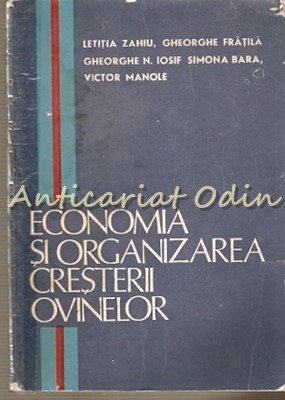 LETIȚIA ZAHIU, GHEORGHE FRĂȚILĂ
GHEORGHE N. IOSIF SIMONA BARA,
VICTOR MANOLE
Anticariat Odin
ECONOMIA
ȘI ORGANIZAREA
CREȘTERII
OVINELOR